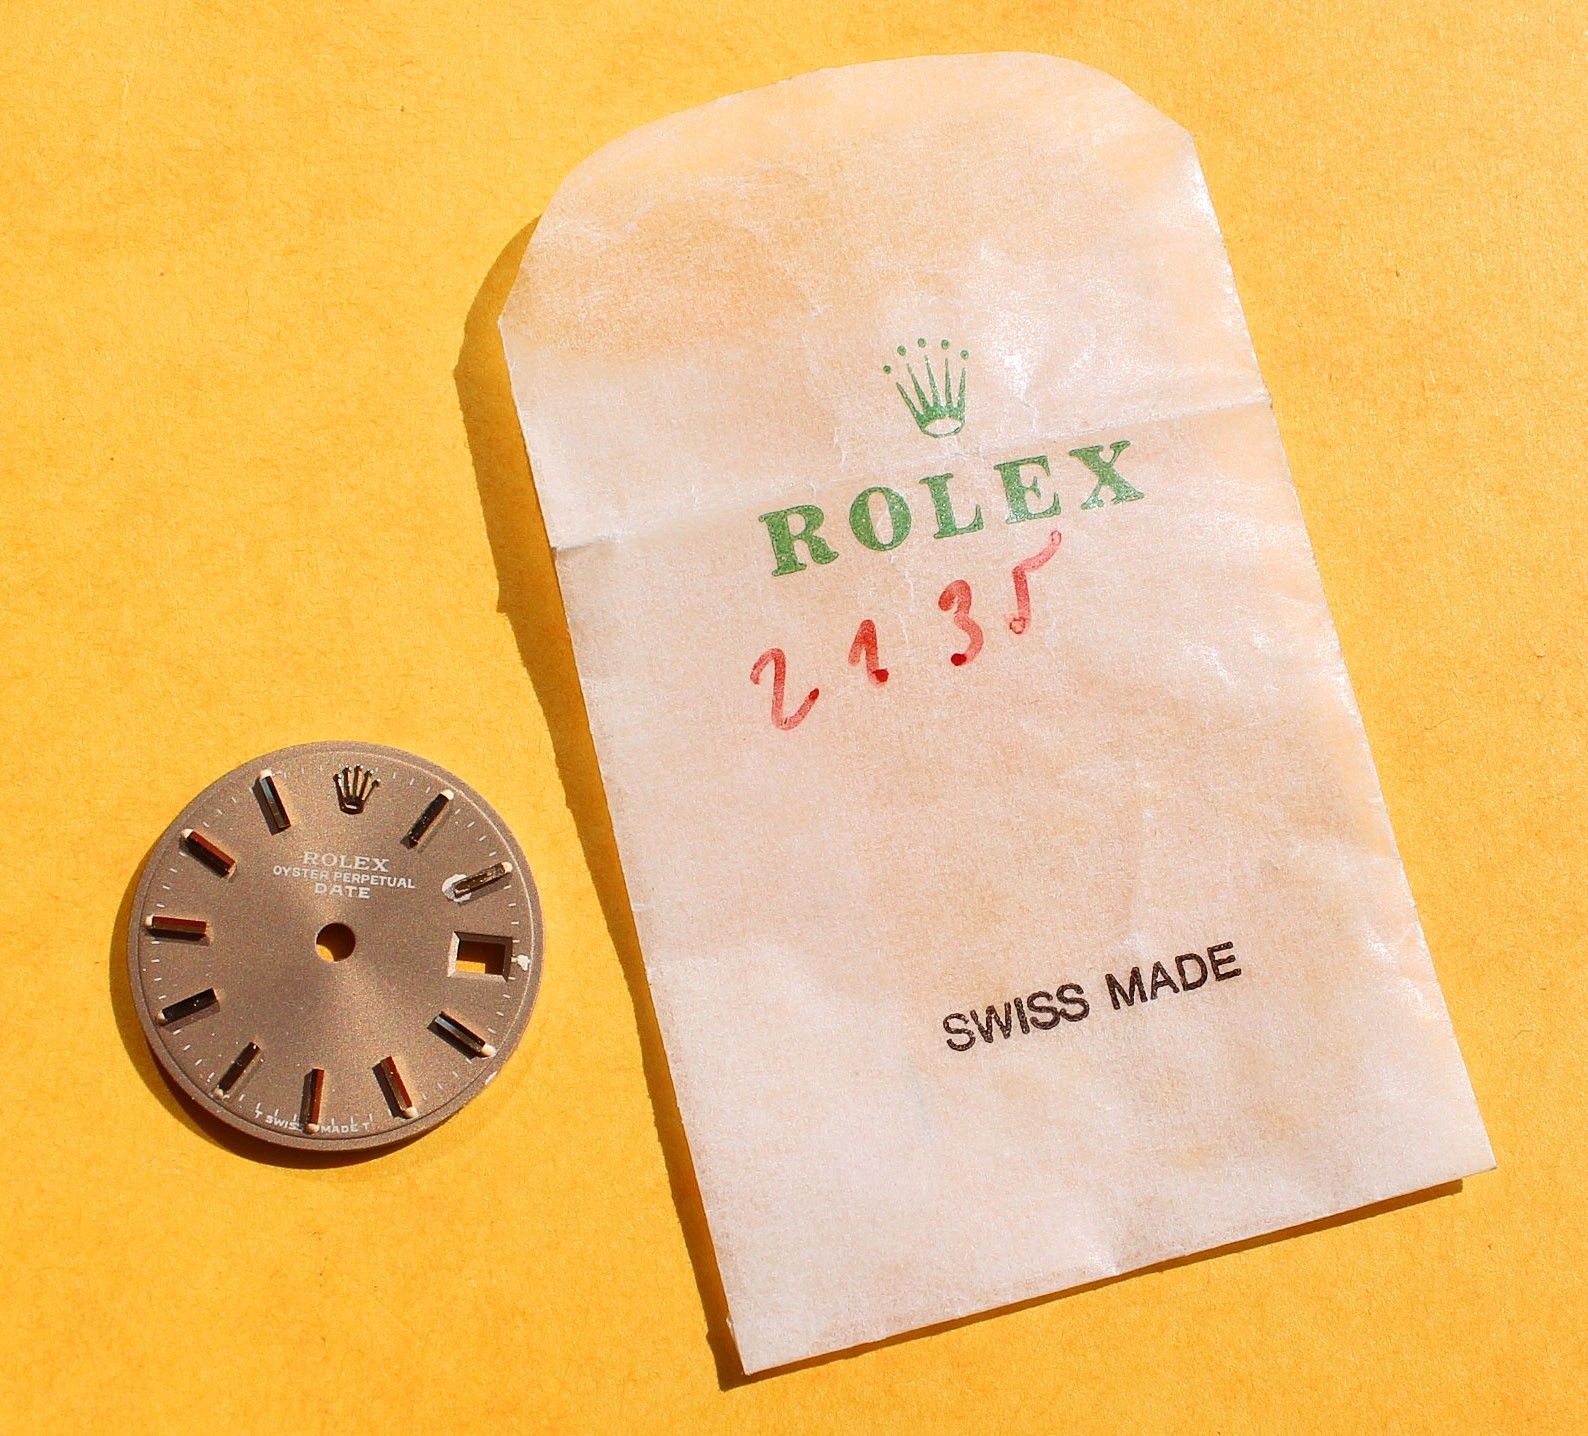 ROLEX
2135
SWISS MADE
ROLEX
OYSTER PERPETUAL
DATE
T SWISS MADE T